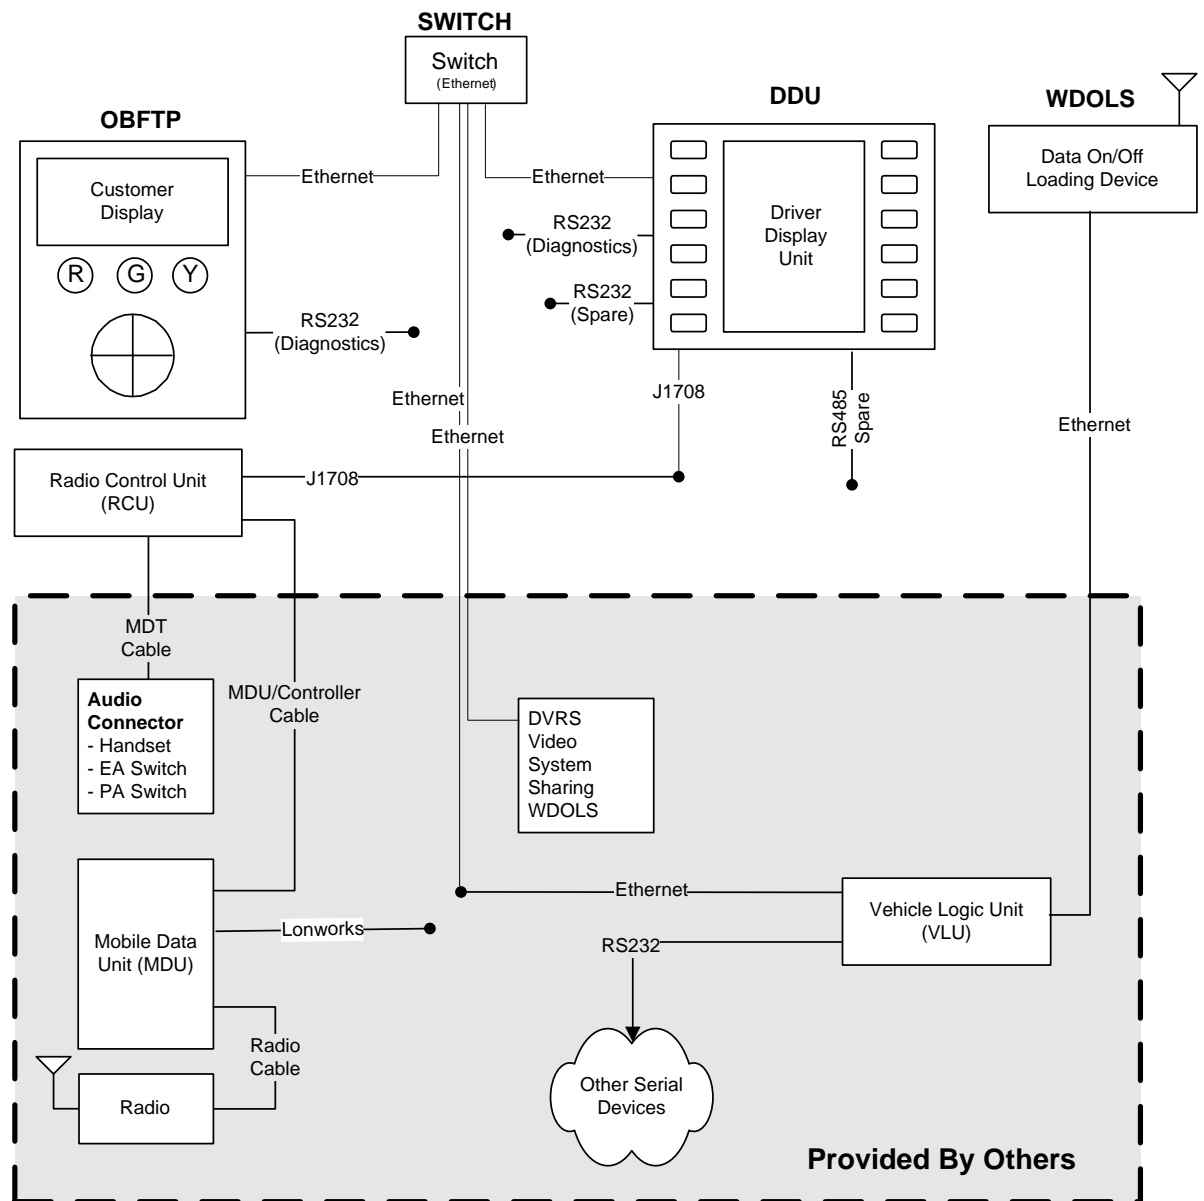 SWITCH
Switch
(Ethernet)
DDU
WDOLS
OBFTP
Customer
Display
R G Y
Ethernet
Ethernet
RS232
(Diagnostics)
RS232
(Spare)
Driver
Display
Unit
Data On/Off
Loading Device
RS232
(Diagnostics)
Ethernet
Ethernet
J1708
RS485
Spare
Ethernet
Radio Control Unit
(RCU)
J1708
MDT
Cable
MDU/Controller
Cable
Audio
Connector
- Handset
- EA Switch
- PA Switch
DVRS
Video
System
Sharing
WDOLS
Mobile Data
Unit (MDU)
Lonworks
Ethernet
Vehicle Logic Unit
(VLU)
RS232
Radio
Cable
Radio
Other Serial
Devices
Provided By Others